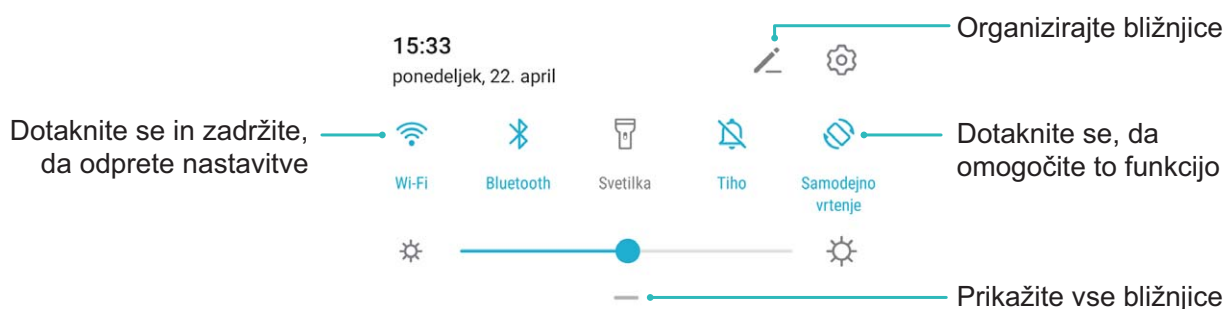 Organizirajte bližnjice
15:33
ponedeljek, 22. april
Dotaknite se in zadržite,
da odprete nastavitve
Dotaknite se, da
omogočite to funkcijo
Wi-Fi
Bluetooth
Svetilka
Tiho
Samodejno
vrtenje
Prikažite vse bližnjice